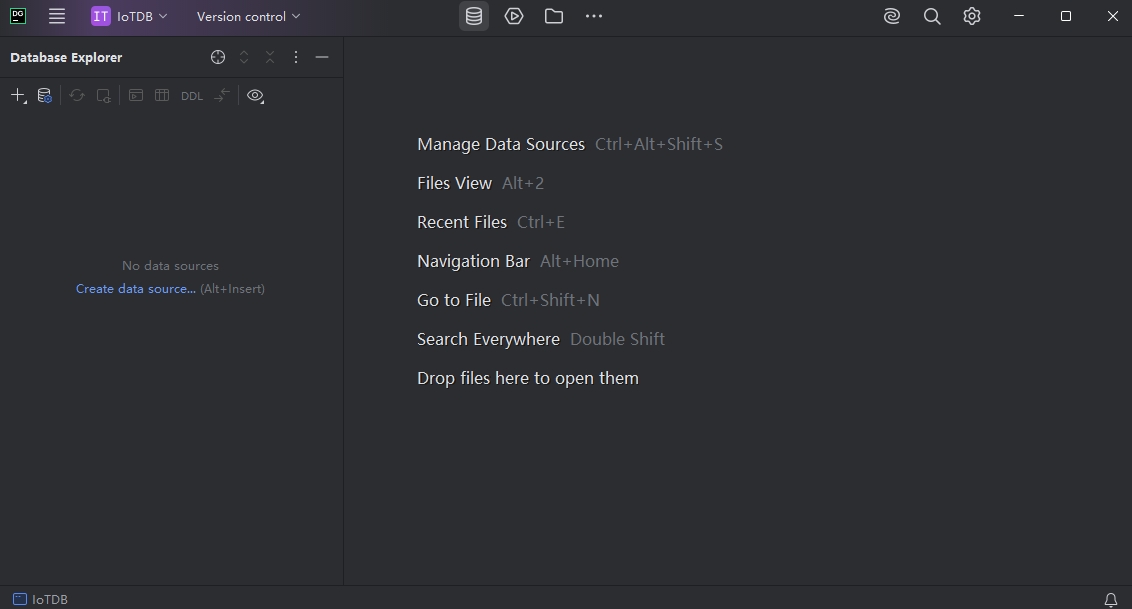 DG
IT IoTDB Version control
Database Explorer
DDL
No data sources
Create data source... (Alt+Insert)
Manage Data Sources Ctrl+Alt+Shift+S
Files View Alt+2
Recent Files Ctrl+E
Navigation Bar Alt+Home
Go to File Ctrl+Shift+N
Search Everywhere Double Shift
Drop files here to open them
IoTDB